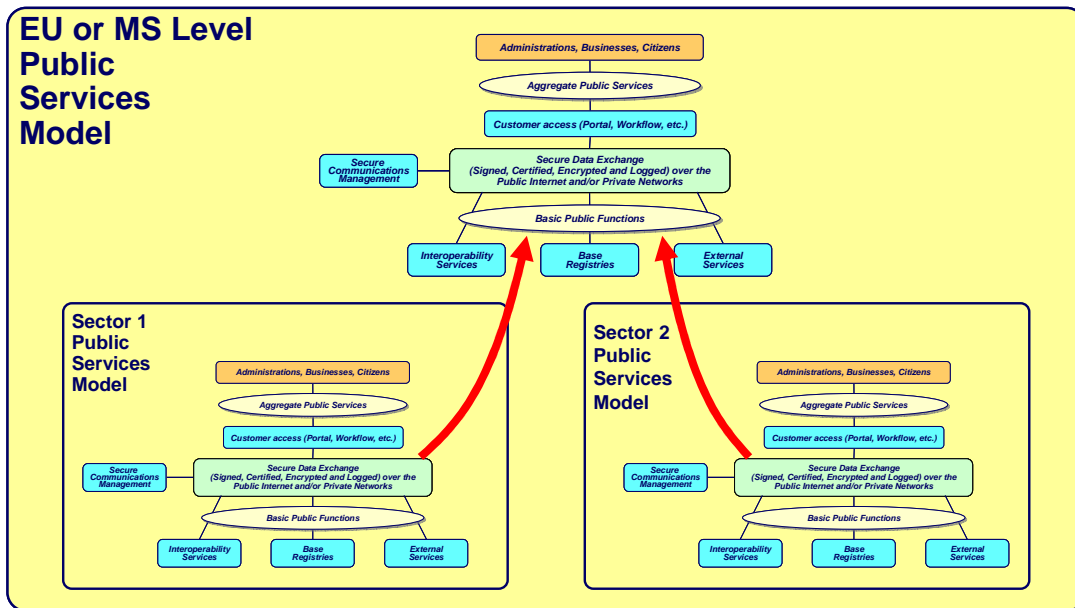 EU or MS Level
Public
Services
Model
Administrations, Businesses, Citizens
Aggregate Public Services
Customer access (Portal, Workflow, etc.)
Secure
Communications
Management
Secure Data Exchange
(Signed, Certified, Encrypted and Logged) over the
Public Internet and/or Private Networks
Basic Public Functions
Interoperability
Services
Base
Registries
External
Services
Sector 1
Public
Services
Model
Administrations, Businesses, Citizens
Aggregate Public Services
Customer access (Portal, Workflow, etc.)
Secure
Communications
Management
Secure Data Exchange
(Signed, Certified, Encrypted and Logged) over the
Public Internet and/or Private Networks
Basic Public Functions
Interoperability
Services
Base
Registries
External
Services
Sector 2
Public
Services
Model
Administrations, Businesses, Citizens
Aggregate Public Services
Customer access (Portal, Workflow, etc.)
Secure
Communications
Management
Secure Data Exchange
(Signed, Certified, Encrypted and Logged) over the
Public Internet and/or Private Networks
Basic Public Functions
Interoperability
Services
Base
Registries
External
Services